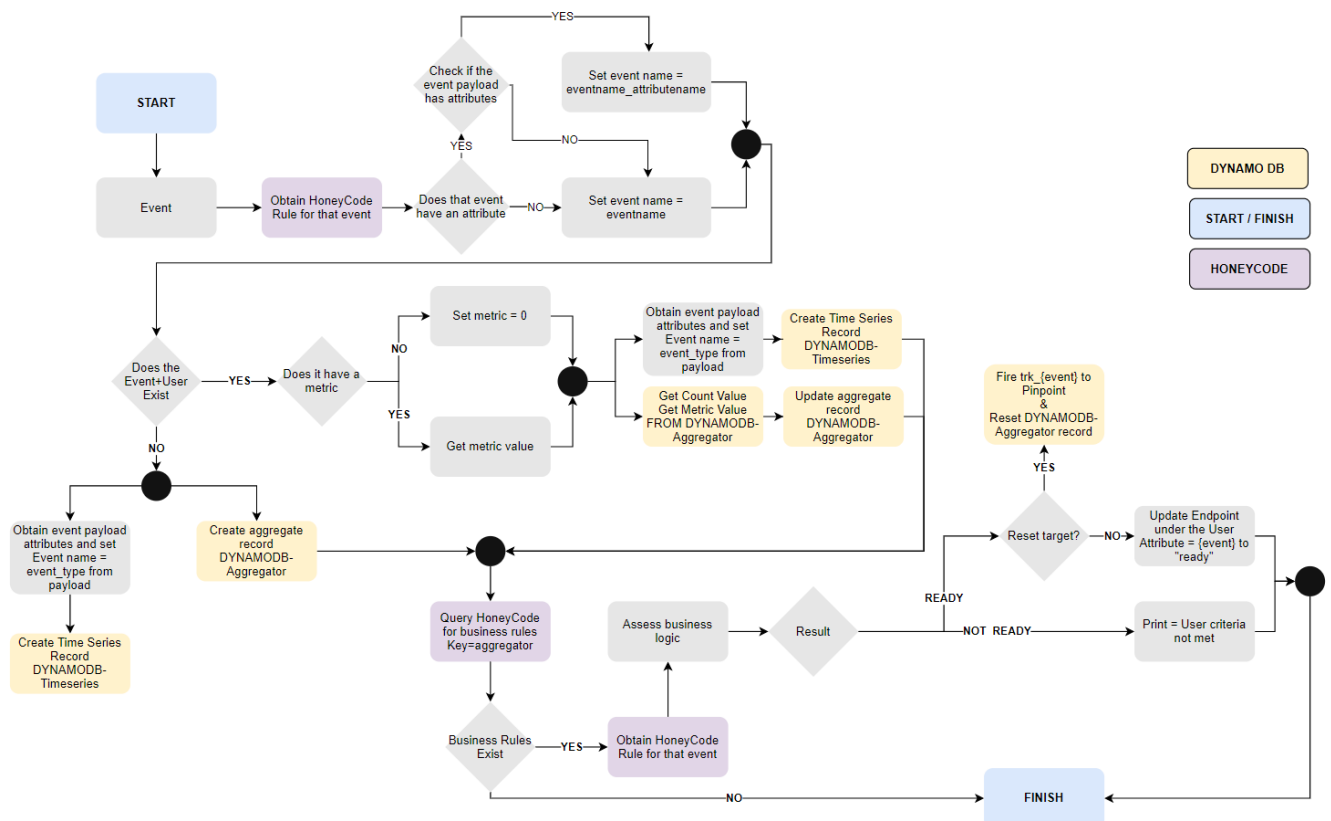 YES
Check if the
event payload
has attributes
Set event name =
eventname_attributename
START
NO
YES
DYNAMO DB
Event
Obtain HoneyCode
Rule for that event
Does that event
have an attribute
NO
Set event name =
eventname
START / FINISH
HONEYCODE
Set metric = 0
Obtain event payload
attributes and set
Event name =
event_type from
payload
Create Time Series
Record
DYNAMODB-
Timeseries
NO
Does the
Event+User
Exist
YES
Does it have a
metric
YES
Get metric value
Get Count Value
Get Metric Value
FROM DYNAMODB-
Aggregator
Update aggregate
record
DYNAMODB-
Aggregator
Fire trk_{event} to
Pinpoint
&
Reset DYNAMODB-
Aggregator record
NO
YES
Obtain event payload
attributes and set
Event name =
event_type from
payload
Create aggregate
record
DYNAMODB-
Aggregator
Reset target?
NO
Update Endpoint
under the User
Attribute = {event} to
"ready"
READY
Query HoneyCode
for business rules
Key=aggregator
Assess business
logic
Result
NOT READY
Print = User criteria
not met
Create Time Series
Record
DYNAMODB-
Timeseries
Business Rules
Exist
YES
Obtain HoneyCode
Rule for that event
NO
FINISH